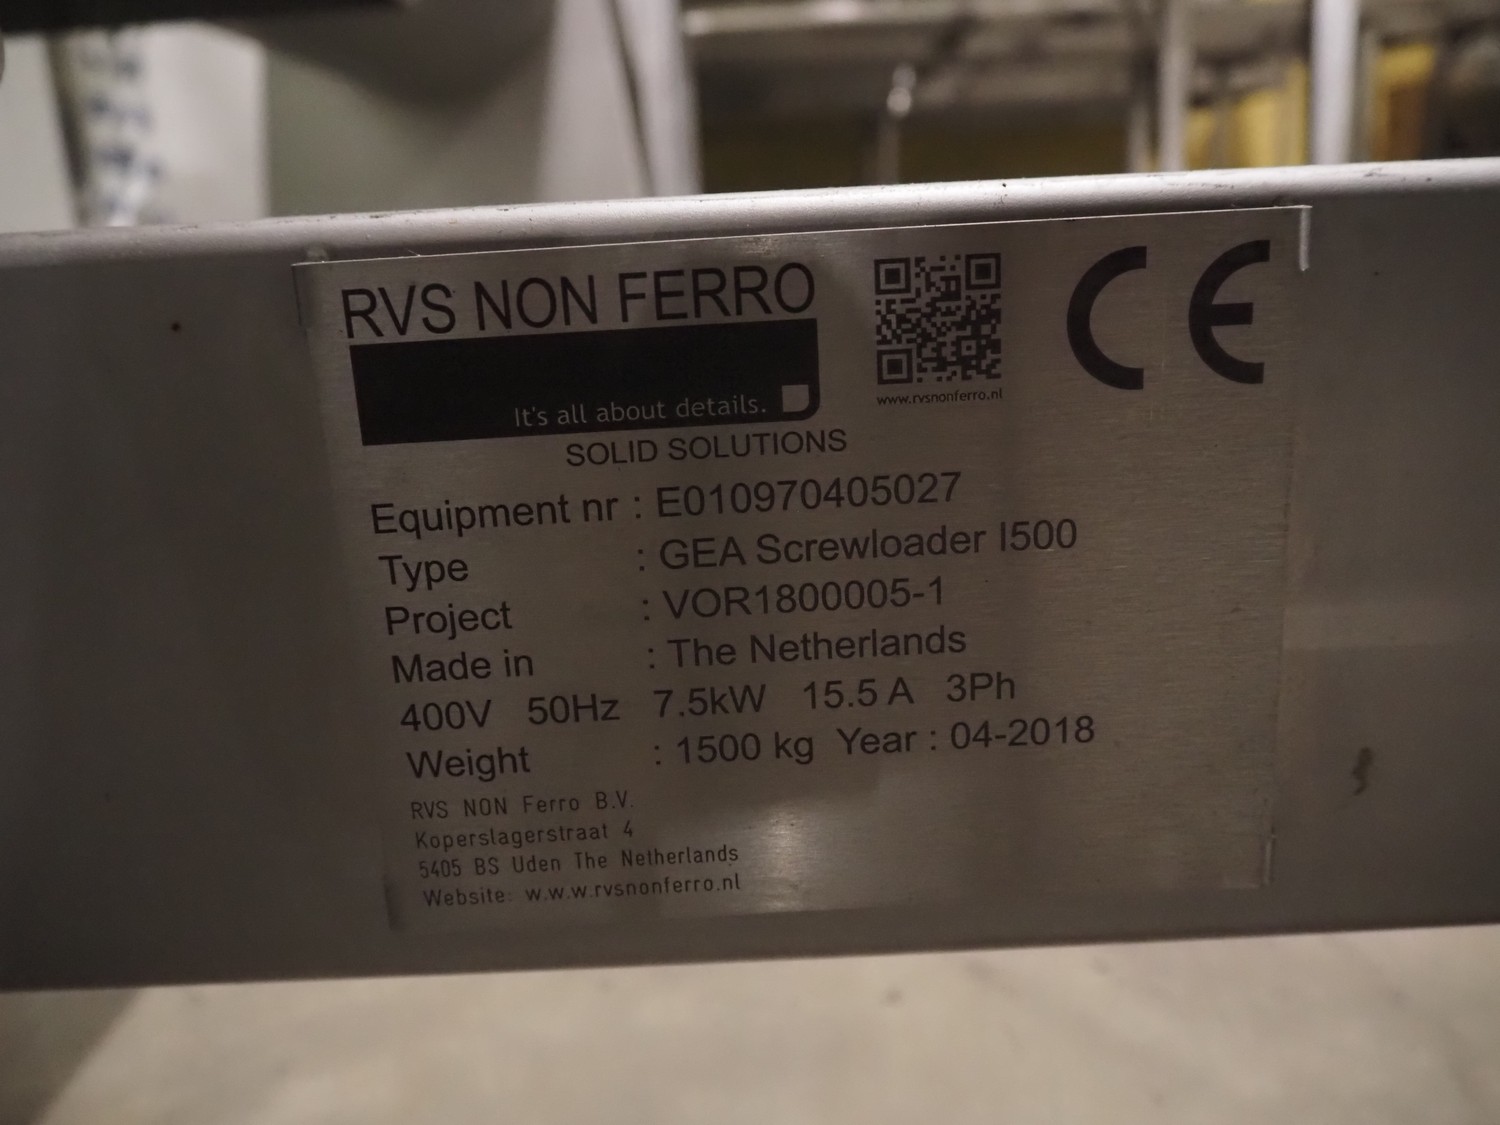 RVS NON FERRO
It's all about details.
SOLID SOLUTIONS
www.rvsnonferro.nl
CE
Equipment nr : E010970405027
Type : GEA Screwloader I500
Project : VOR1800005-1
Made in : The Netherlands
400V 50Hz 7.5kW 15.5 A 3Ph
Weight : 1500 kg Year : 04-2018
RVS NON Ferro B.V.
Koperslagerstraat 4
5405 BS Uden The Netherlands
Website: w.w.w.rvsnonferro.nl